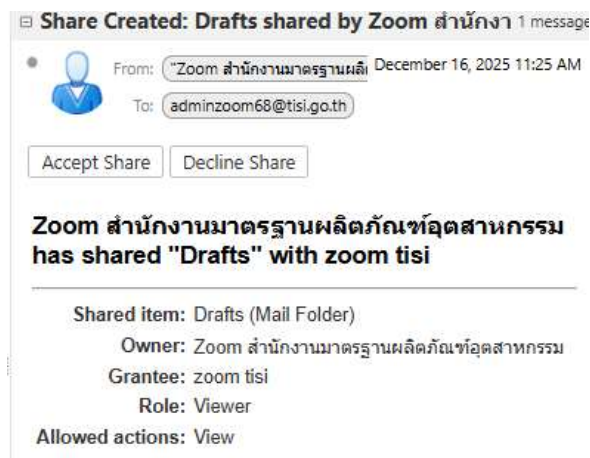 Share Created: Drafts shared by Zoom สำนักงา 1 message
From: "Zoom สำนักงานมาตรฐานผลิ December 16, 2025 11:25 AM
To: adminzoom68@tisi.go.th
Accept Share Decline Share
Zoom สำนักงานมาตรฐานผลิตภัณฑ์อุตสาหกรรม
has shared "Drafts" with zoom tisi
Shared item: Drafts (Mail Folder)
Owner: Zoom สำนักงานมาตรฐานผลิตภัณฑ์อุตสาหกรรม
Grantee: zoom tisi
Role: Viewer
Allowed actions: View